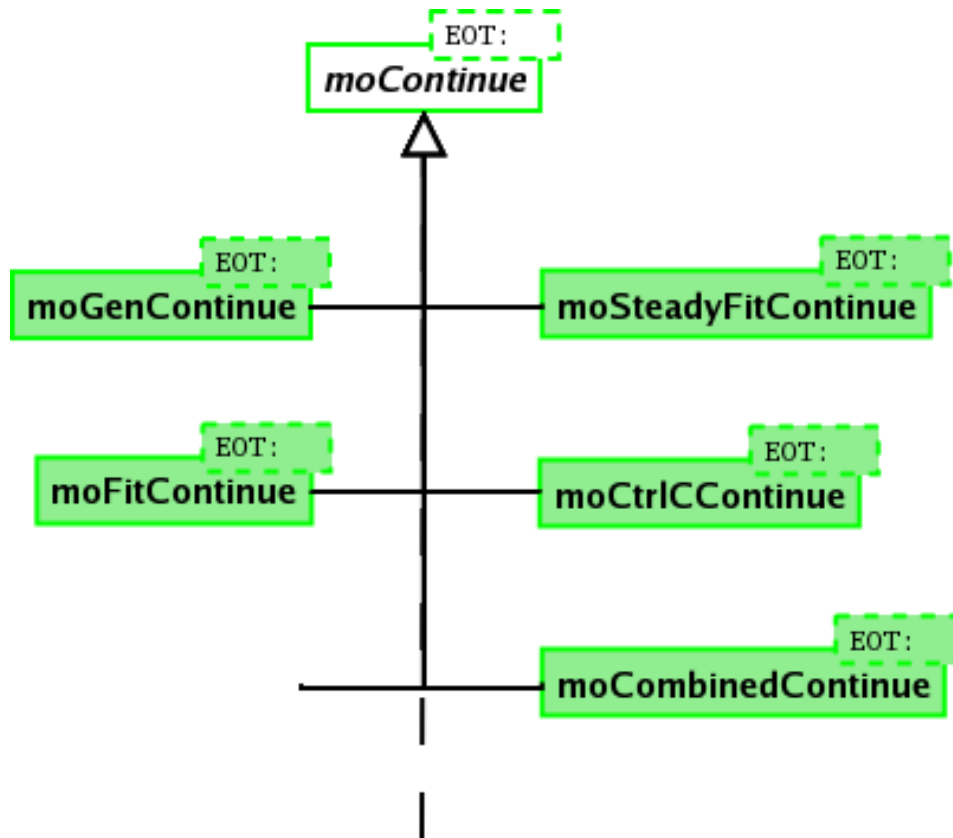 EOT:
moContinue
EOT:
moGenContinue
EOT:
moSteadyFitContinue
EOT:
moFitContinue
EOT:
moCtrlCContinue
EOT:
moCombinedContinue